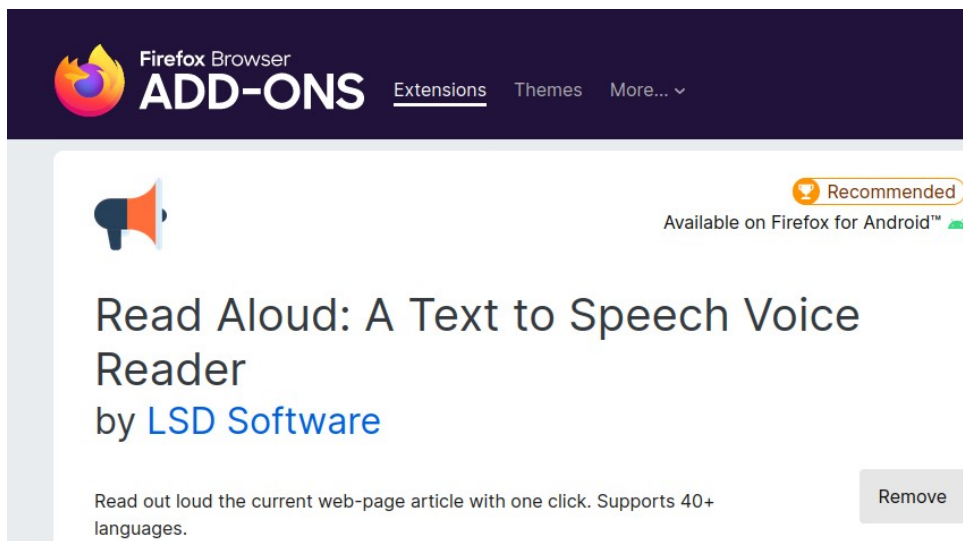 Firefox Browser
ADD-ONS
Extensions Themes More...
Recommended
Available on Firefox for Android™
Read Aloud: A Text to Speech Voice
Reader
by LSD Software
Read out loud the current web-page article with one click. Supports 40+
languages.
Remove